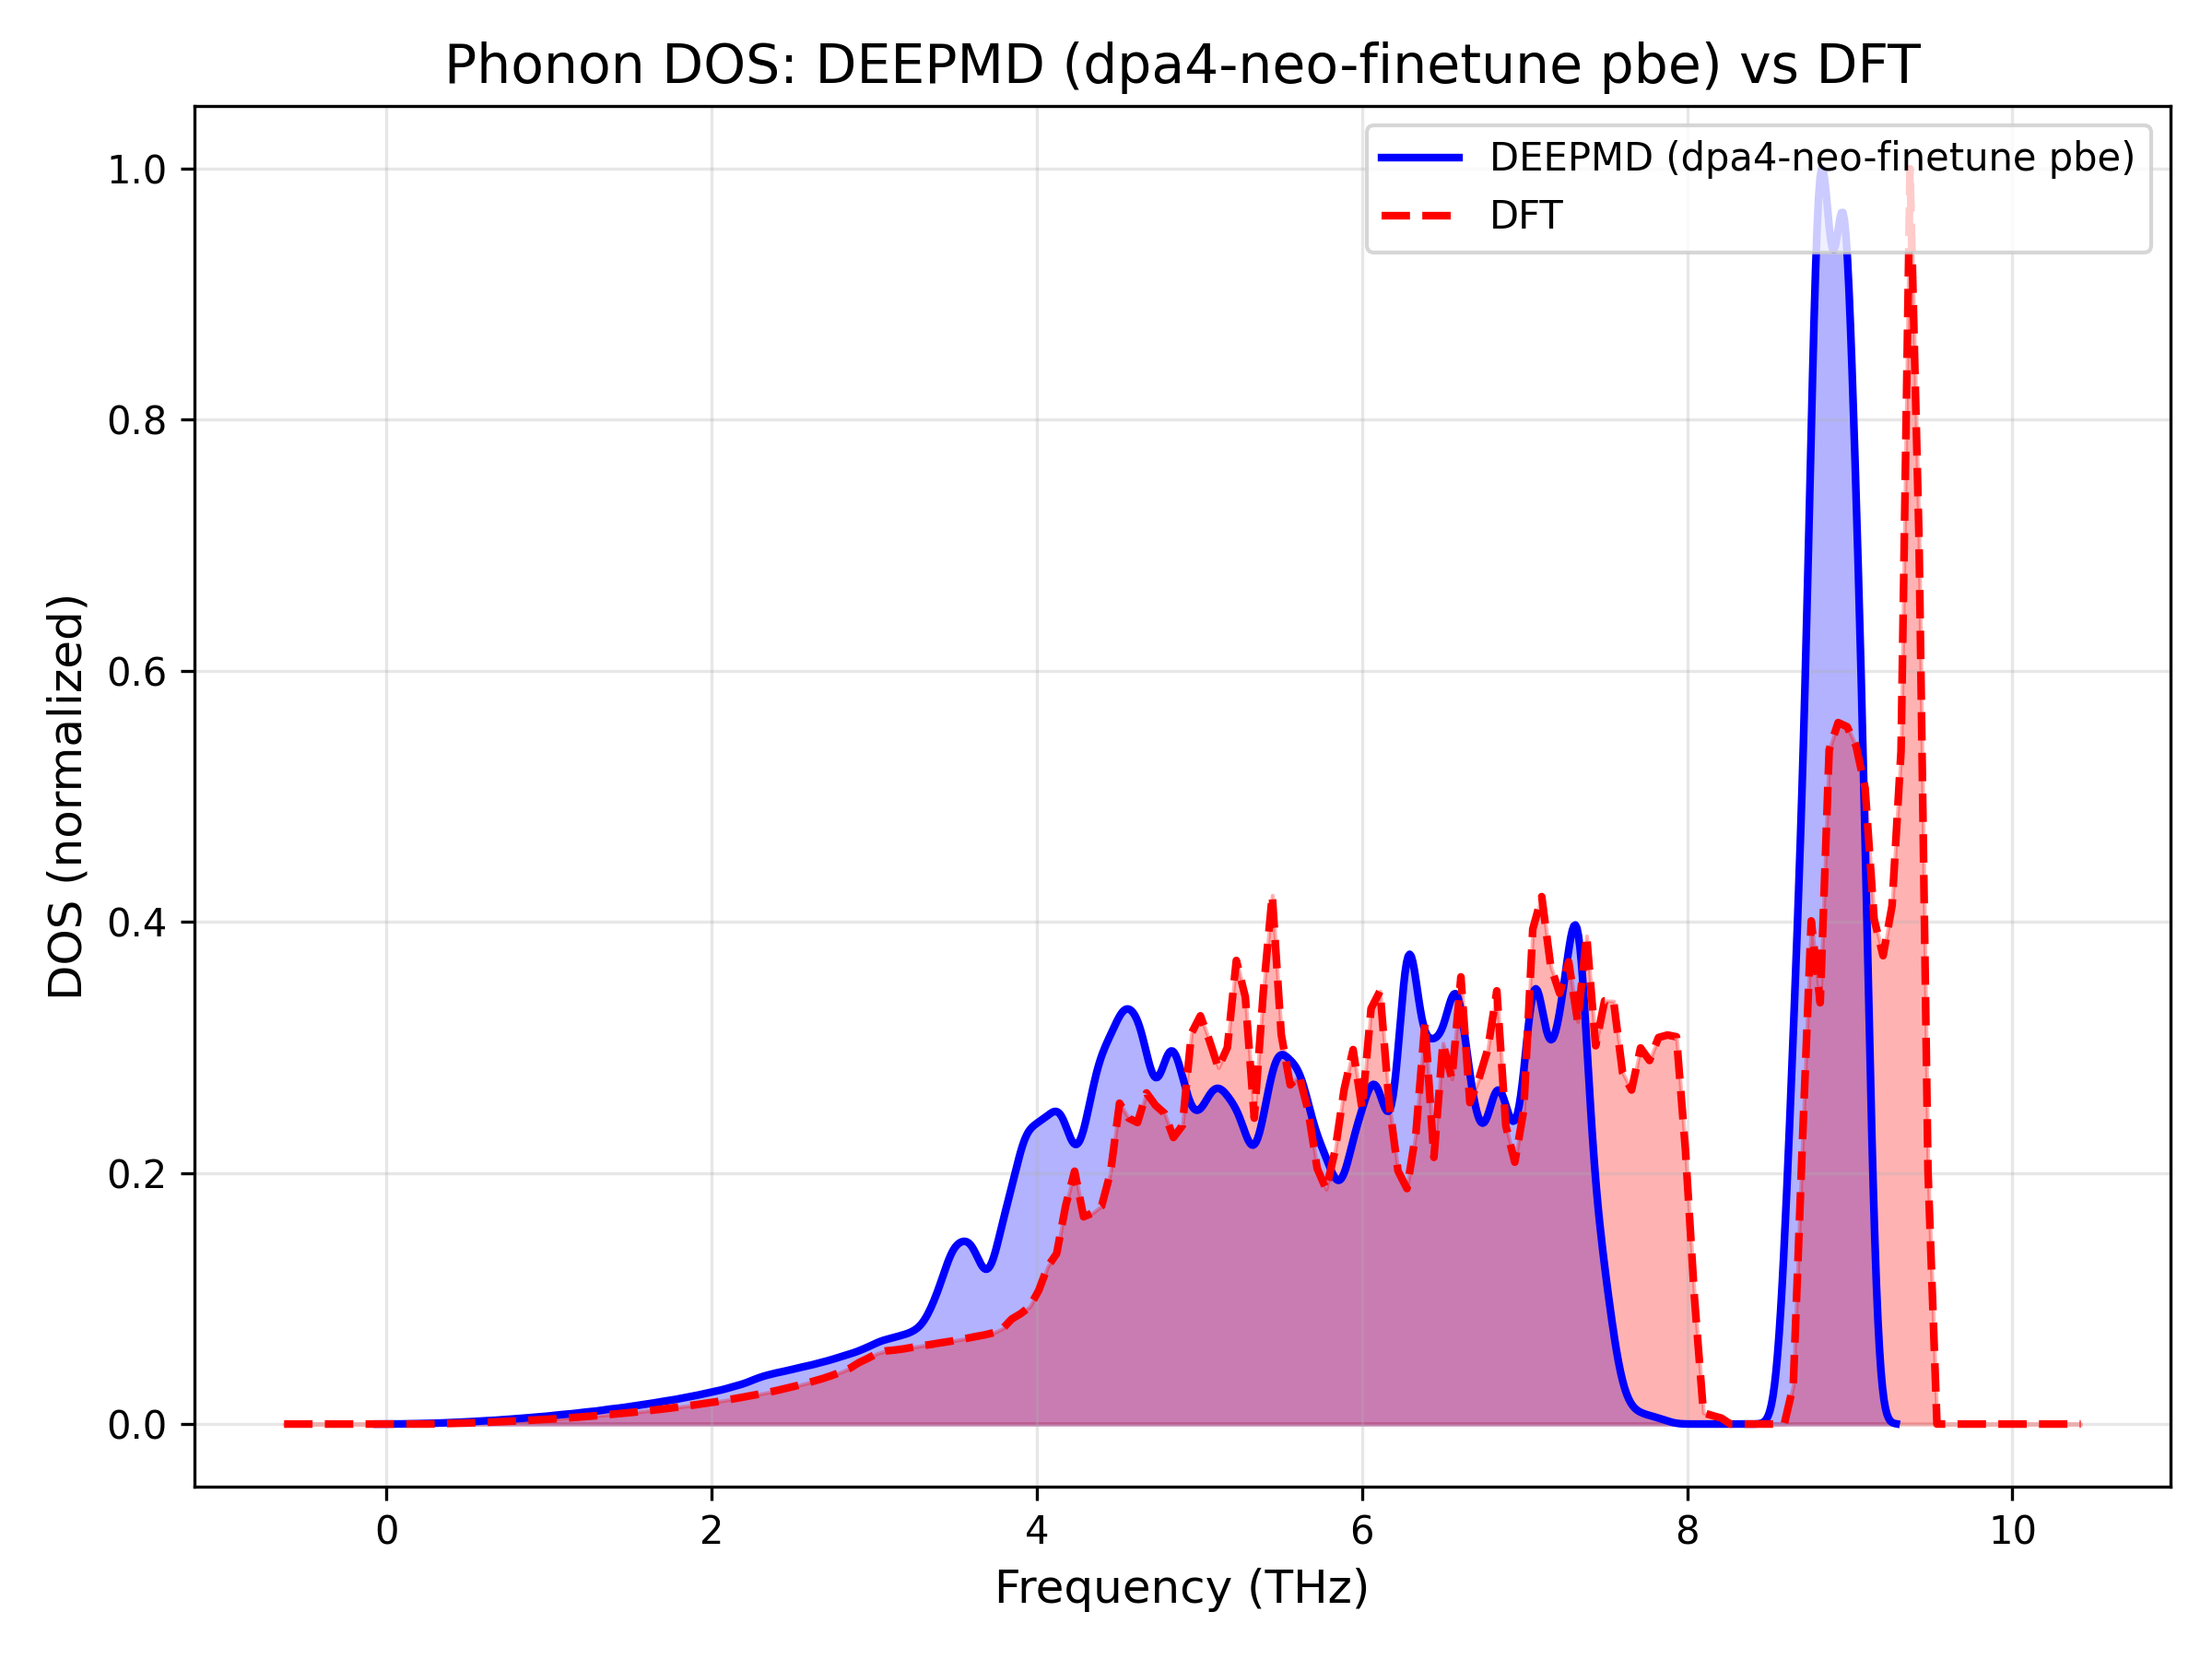 Phonon DOS: DEEPMD (dpa4-neo-finetune pbe) vs DFT
DEEPMD (dpa4-neo-finetune pbe)
DFT
DOS (normalized)
1.0
0.8
0.6
0.4
0.2
0.0
0 2 4 6 8 10
Frequency (THz)